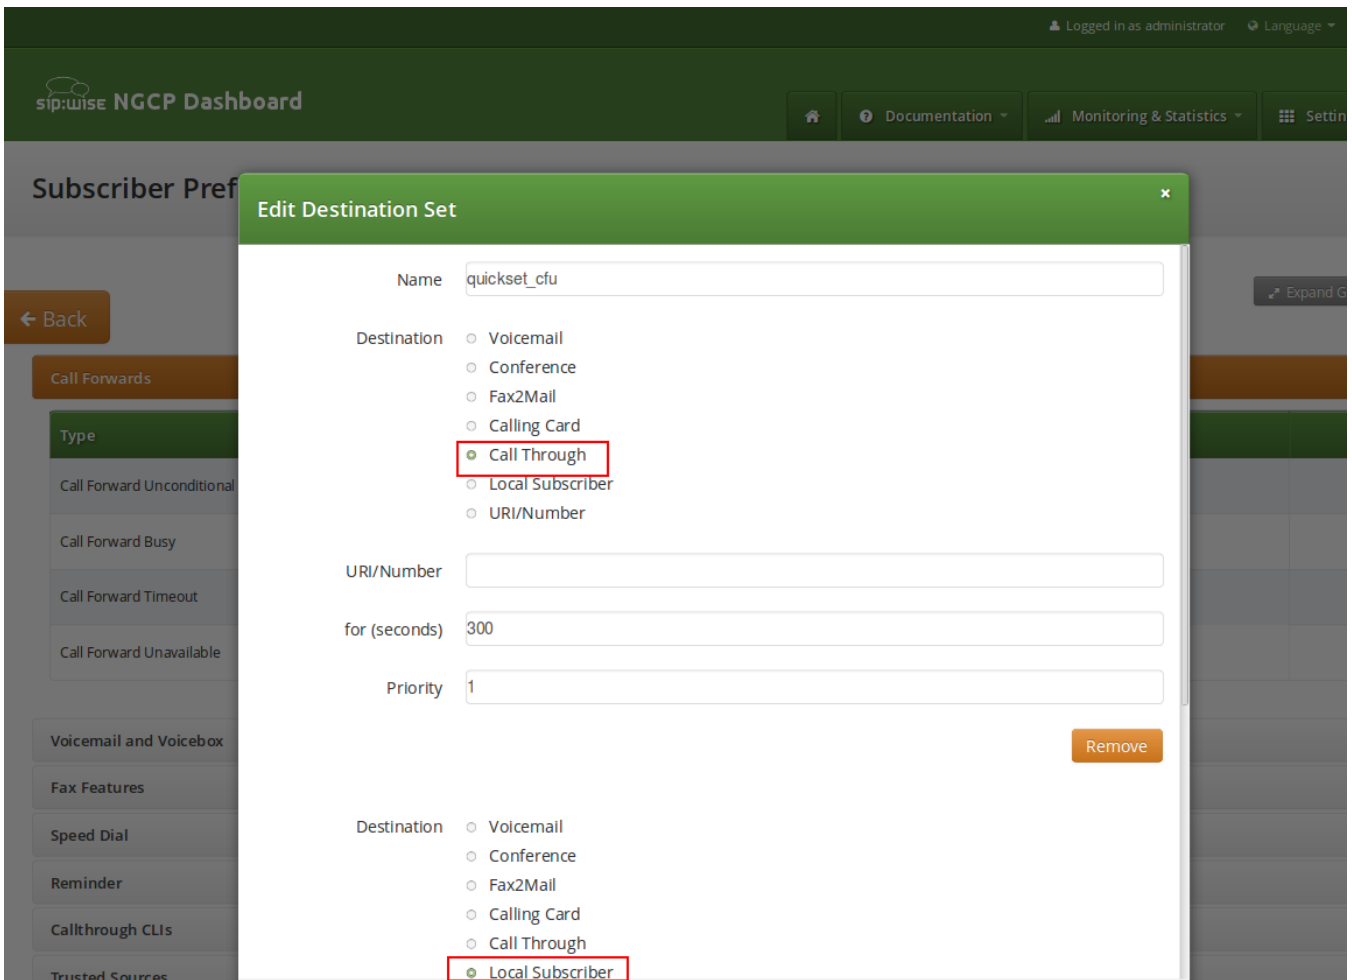 Logged in as administrator Language
sip:wise NGCP Dashboard
Documentation Monitoring & Statistics
Subscriber Pref
Edit Destination Set
×
Name quickset_cfu
Expand G
Back
Destination Voicemail
Conference
Call Forwards
Fax2Mail
Calling Card
Type
Call Through
Call Forward Unconditional Local Subscriber
URI/Number
Call Forward Busy
URI/Number
Call Forward Timeout
for (seconds) 300
Call Forward Unavailable
Priority 1
Voicemail and Voicebox
Remove
Fax Features
Speed Dial
Destination Voicemail
Conference
Reminder
Fax2Mail
Calling Card
Callthrough CLIs
Call Through
Trusted Sources
Local Subscriber